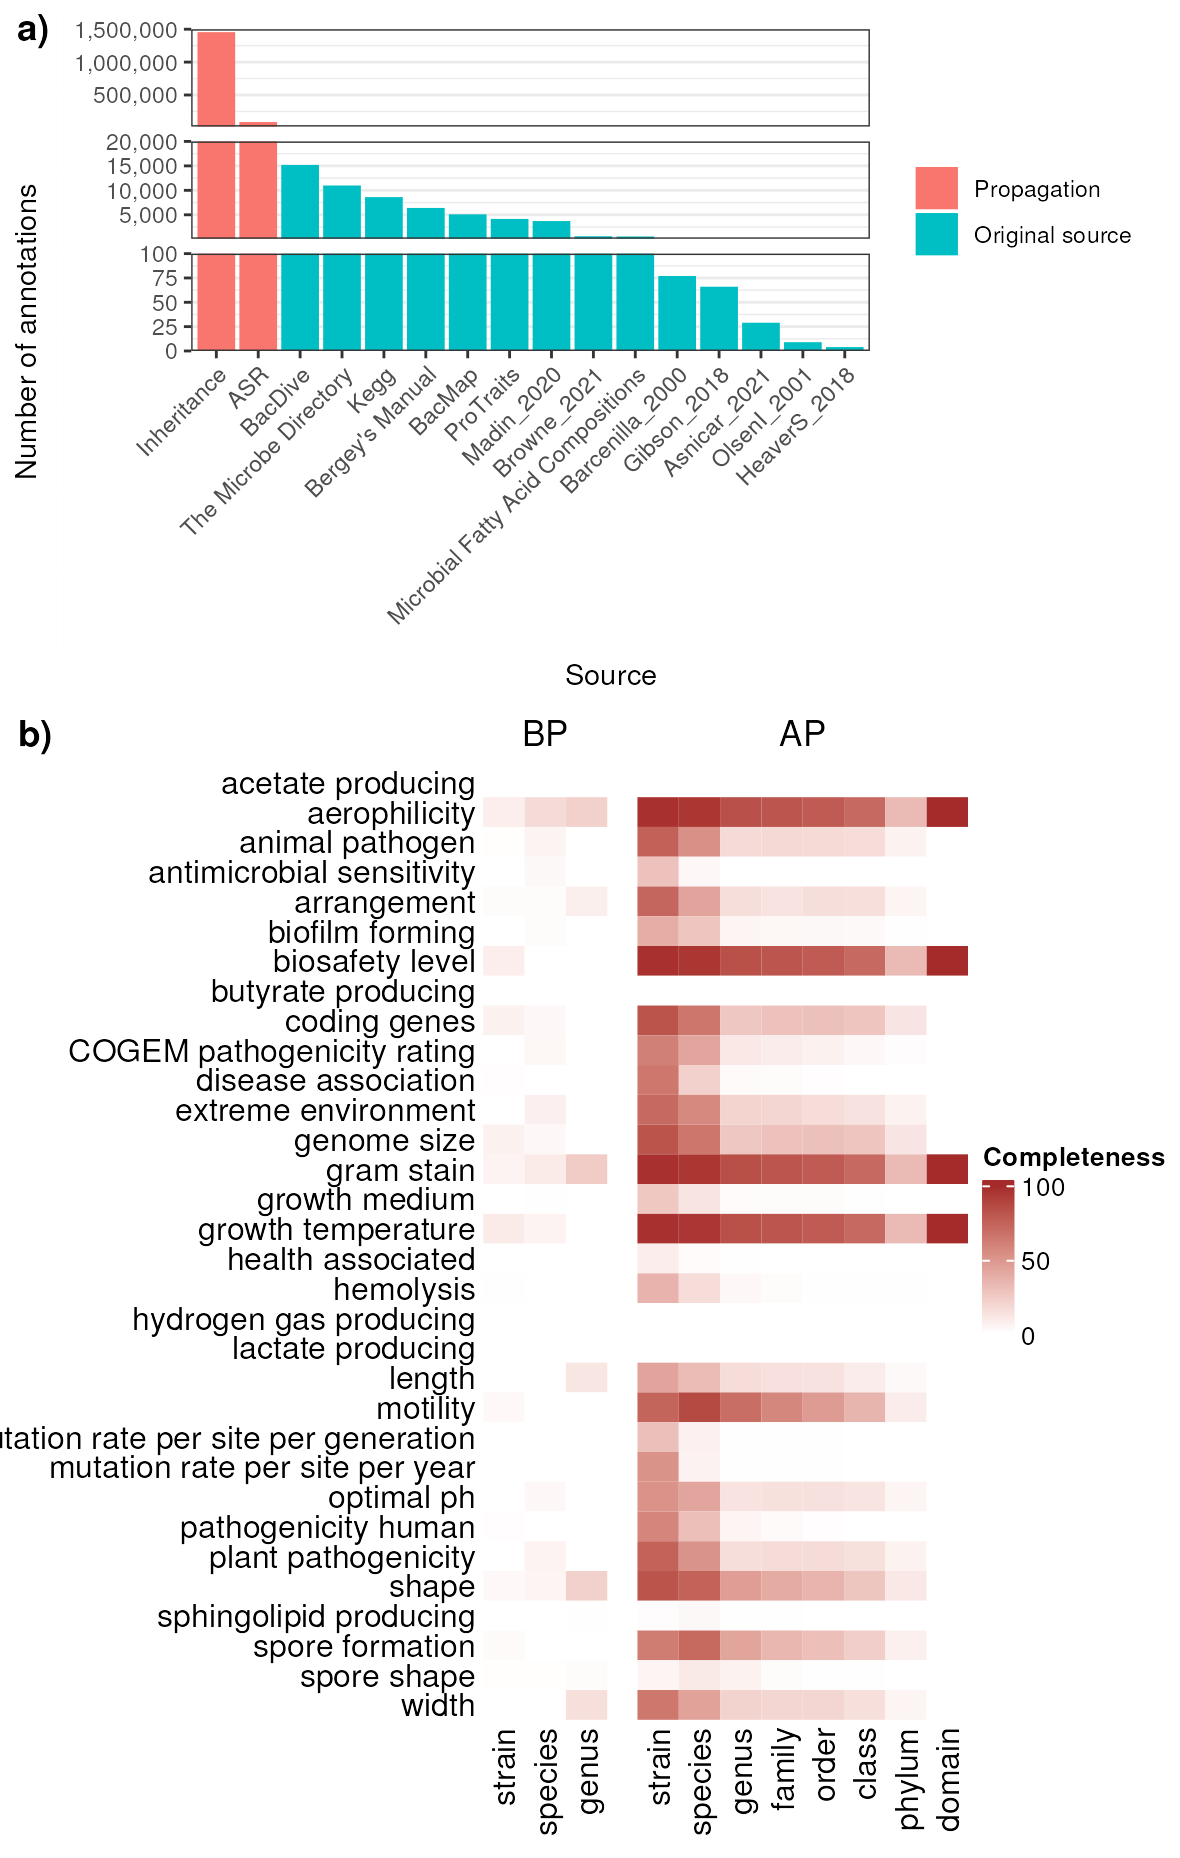 a)
Number of annotations
1,500,000
1,000,000
500,000
20,000
15,000
10,000
5,000
100
75
50
25
0
Inheritance
ASR
BacDive
The Microbe Directory
Kegg
Bergey's Manual
BacMap
ProTraits
Madin_2020
Browne_2021
Microbial Fatty Acid Compositions
Barcenilla_2000
Gibson_2018
Asnicar_2021
OlsenI_2001
HeaverS_2018
Source
Propagation
Original source
b)
BP
AP
acetate producing
aerophilicity
animal pathogen
antimicrobial sensitivity
arrangement
biofilm forming
biosafety level
butyrate producing
coding genes
COGEM pathogenicity rating
disease association
extreme environment
genome size
gram stain
growth medium
growth temperature
health associated
hemolysis
hydrogen gas producing
lactate producing
length
motility
tation rate per site per generation
mutation rate per site per year
optimal ph
pathogenicity human
plant pathogenicity
shape
sphingolipid producing
spore formation
spore shape
width
strain
species
genus
strain
species
genus
family
order
class
phylum
domain
Completeness
100
50
0